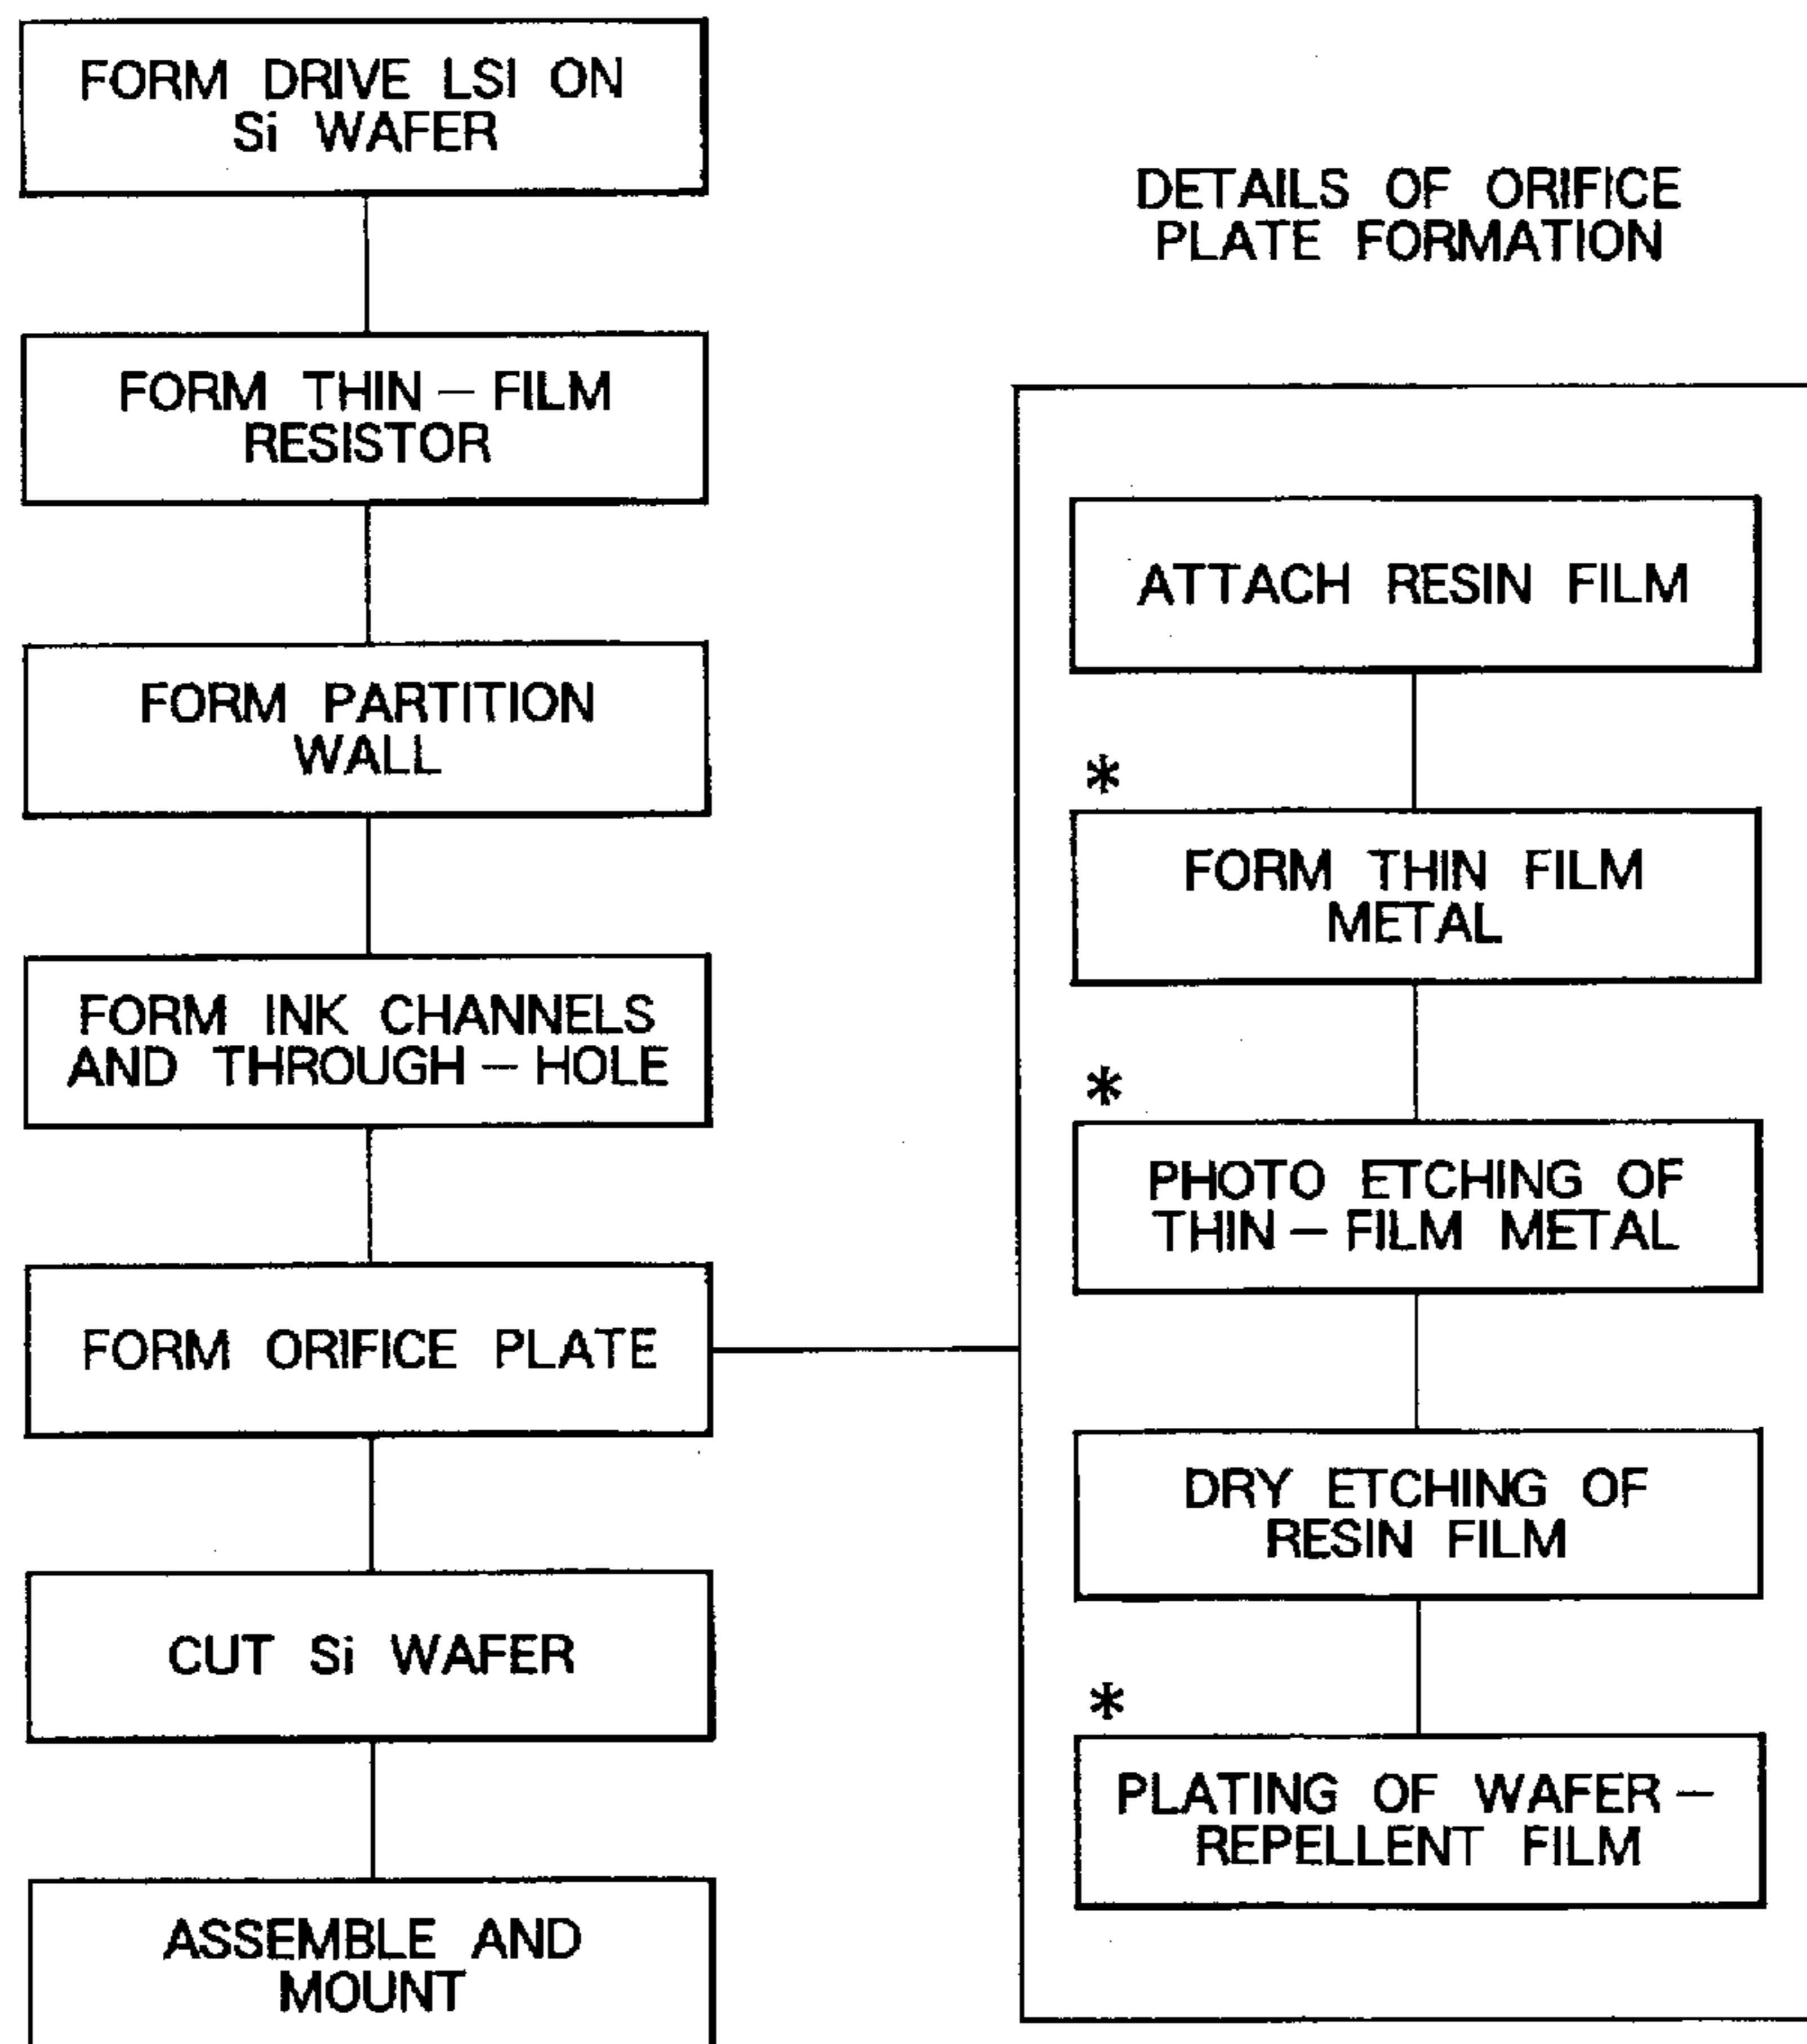 FORM DRIVE LSI ON
Si WAFER
FORM THIN — FILM
RESISTOR
FORM PARTITION
WALL
FORM INK CHANNELS
AND THROUGH — HOLE
FORM ORIFICE PLATE
CUT Si WAFER
ASSEMBLE AND
MOUNT
DETAILS OF ORIFICE
PLATE FORMATION
ATTACH RESIN FILM
*
FORM THIN FILM
METAL
*
PHOTO ETCHING OF
THIN — FILM METAL
DRY ETCHING OF
RESIN FILM
*
PLATING OF WAFER —
REPELLENT FILM